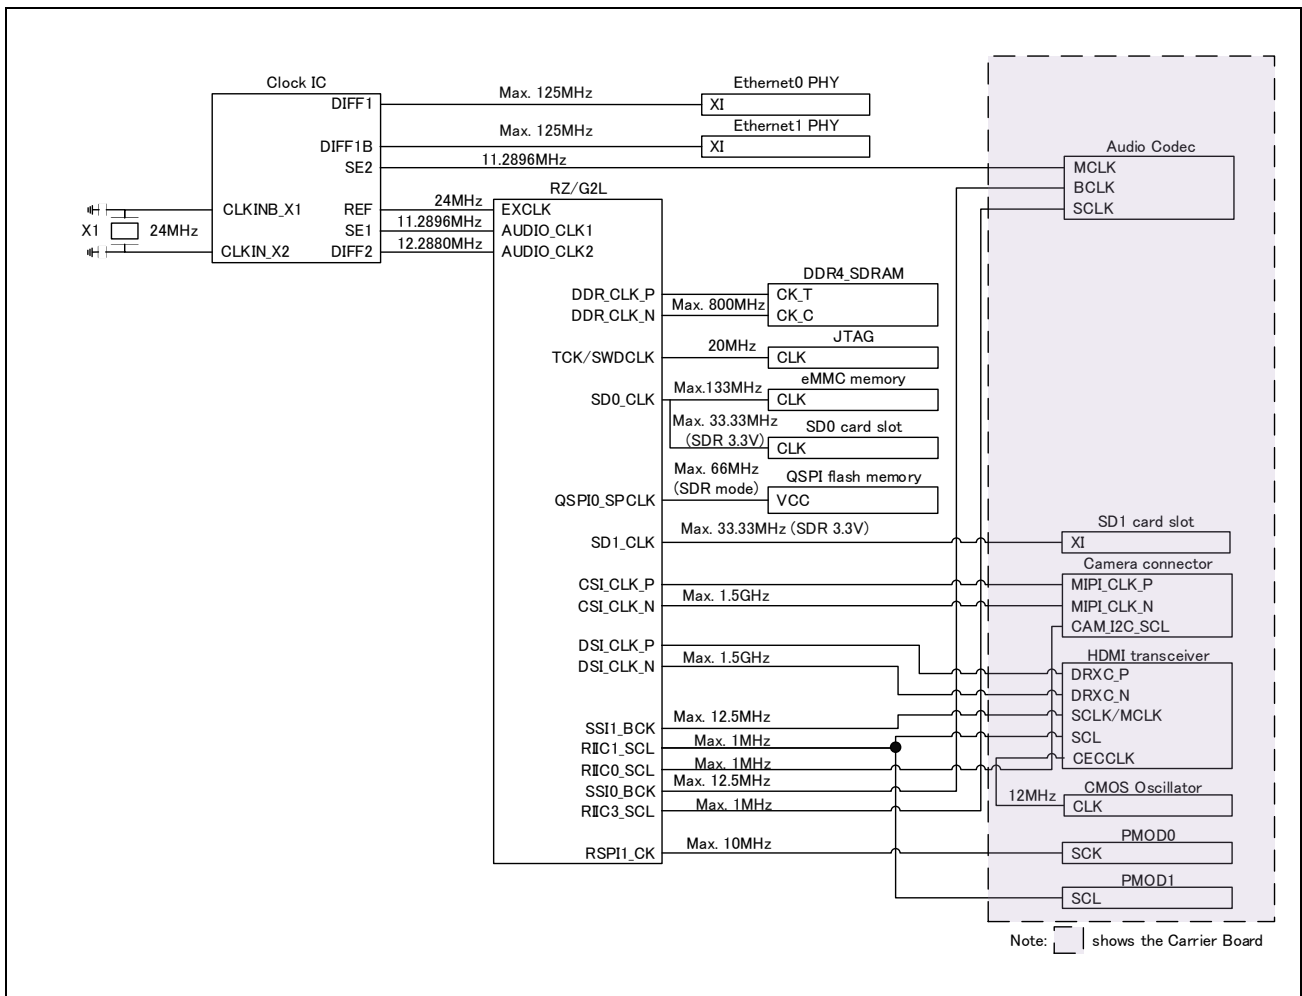 Clock IC
DIFF1
DIFF1B
SE2
CLKINB_X1
REF
SE1
CLKIN_X2
DIFF2
X1
24MHz
Max. 125MHz
Ethernet0 PHY
XI
Max. 125MHz
Ethernet1 PHY
XI
11.2896MHz
Audio Codec
MCLK
BCLK
SCLK
RZ/G2L
24MHz
EXCLK
11.2896MHz
AUDIO_CLK1
12.2880MHz
AUDIO_CLK2
DDR_CLK_P
DDR_CLK_N
Max. 800MHz
DDR4_SDRAM
CK_T
CK_C
TCK/SWDCLK
20MHz
JTAG
CLK
SD0_CLK
Max.133MHz
eMMC memory
CLK
Max. 33.33MHz
(SDR 3.3V)
SD0 card slot
CLK
QSPI0_SPCLK
Max. 66MHz
(SDR mode)
QSPI flash memory
VCC
SD1_CLK
Max. 33.33MHz (SDR 3.3V)
SD1 card slot
XI
CSI_CLK_P
CSI_CLK_N
Max. 1.5GHz
Camera connector
MIPI_CLK_P
MIPI_CLK_N
CAM_I2C_SCL
DSI_CLK_P
DSI_CLK_N
Max. 1.5GHz
HDMI transceiver
DRXC_P
DRXC_N
SCLK/MCLK
SCL
CECCLK
SSI1_BCK
Max. 12.5MHz
RIIC1_SCL
Max. 1MHz
RIIC0_SCL
Max. 1MHz
SSI0_BCK
Max. 12.5MHz
RIIC3_SCL
Max. 1MHz
12MHz
CMOS Oscillator
CLK
RSPI1_CK
Max. 10MHz
PMOD0
SCK
PMOD1
SCL
Note: shows the Carrier Board